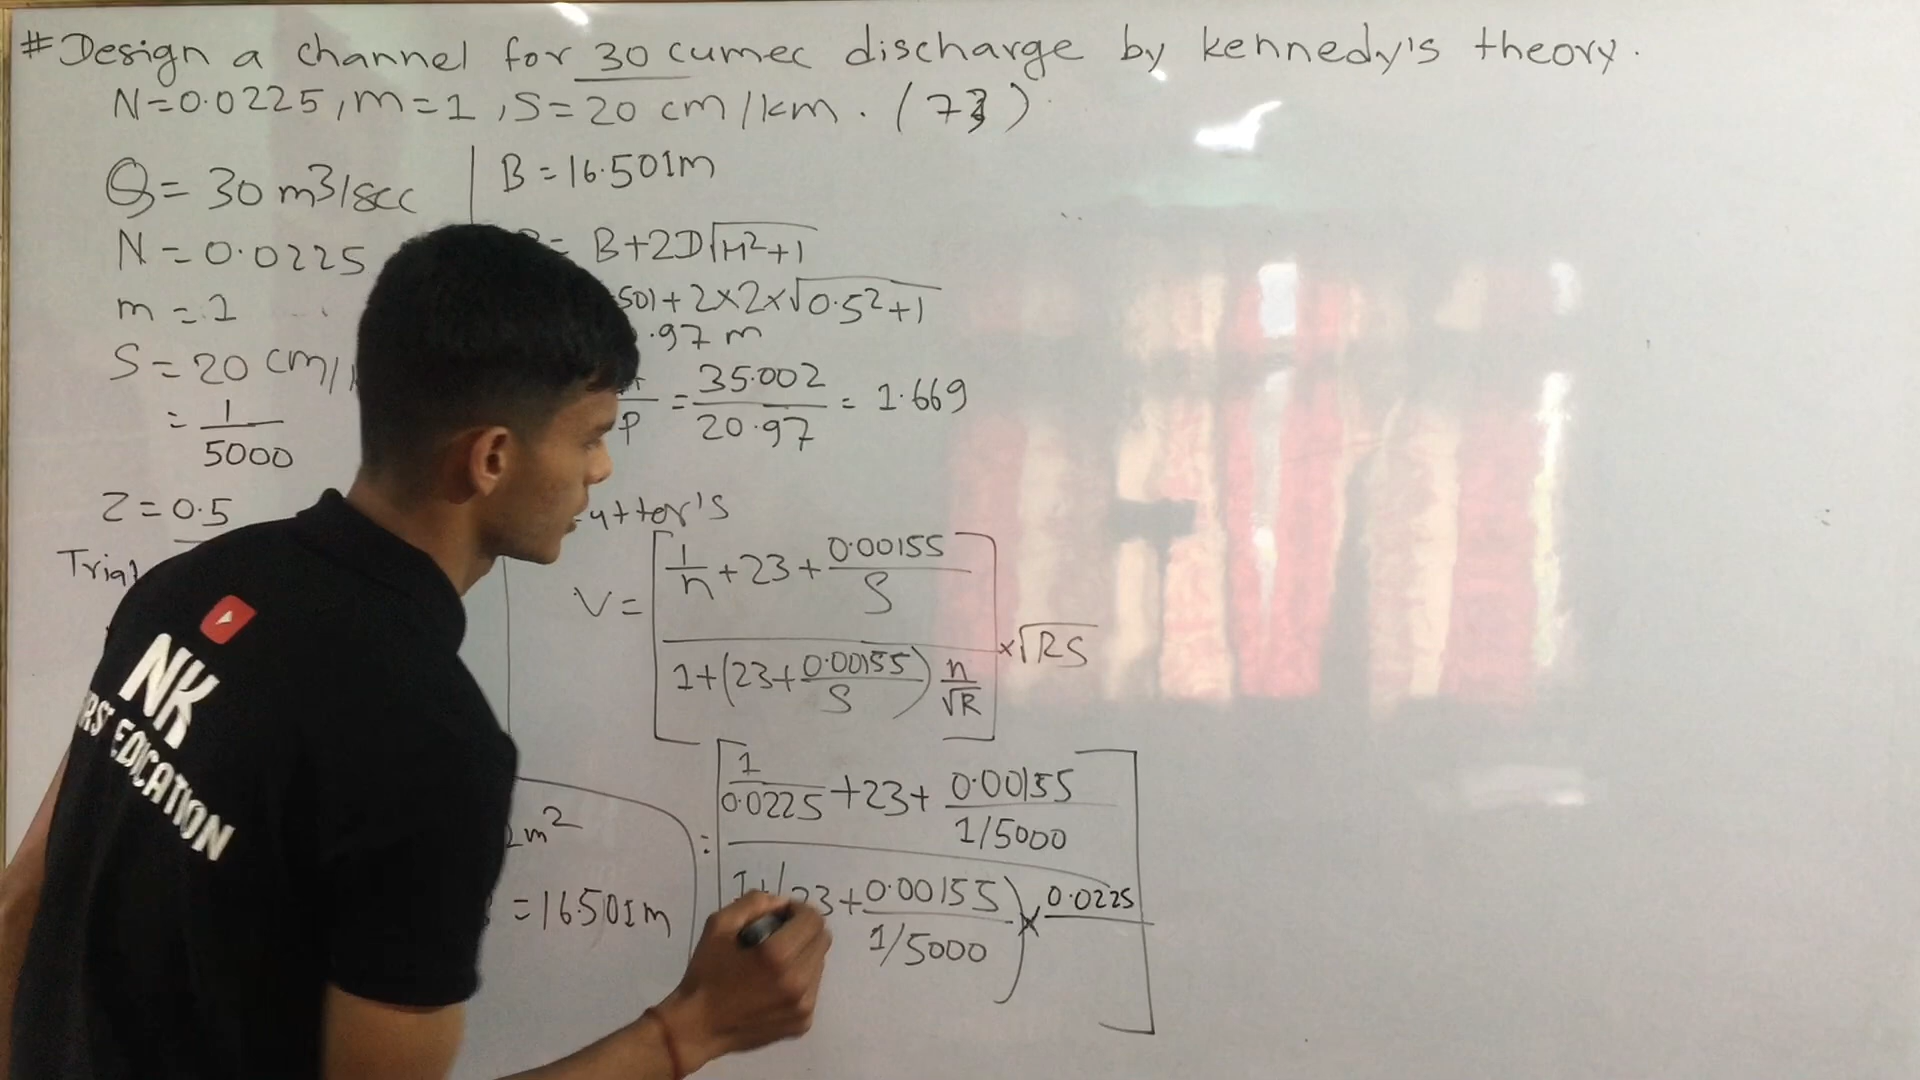 # Design a channel for 30 cumec discharge by kennedy's theory.
N=0.0225, m=1, S=20 cm/km. (73)
Q = 30 m3/sec
N = 0.0225
m = 1
S = 20 cm/
= 1/5000
Z = 0.5
Trial
B = 16.501m
= B+2D√H²+1
501+2×2×√0.5²+1
.97 m
P = 35.002/20.97 = 1.669
utter's
V = [1/n + 23 + 0.00155/S / 1+(23+0.00155/S) n/√R] ×√RS
= [1/0.0225 + 23 + 0.00155/1/5000 / 1+(23+0.00155/1/5000) × 0.0225]
m²
= 16.501m
NK
EDICATION